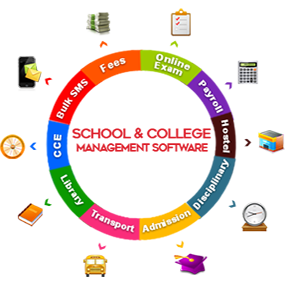 SCHOOL & COLLEGE
MANAGEMENT SOFTWARE
Fees
Online
Exam
Payroll
Hostel
Disciplinary
Admission
Transport
Library
CCE
Bulk SMS